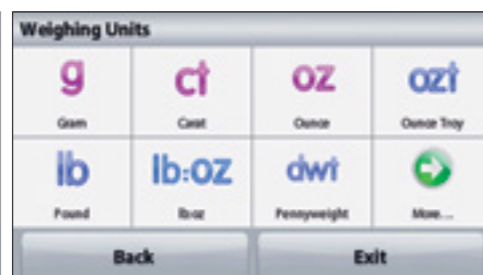 Weighing Units
g ct oz ozt
Gram Carat Ounce Ounce Troy
lb lb:oz dwt
Pound lb:oz Pennyweight More...
Back Exit